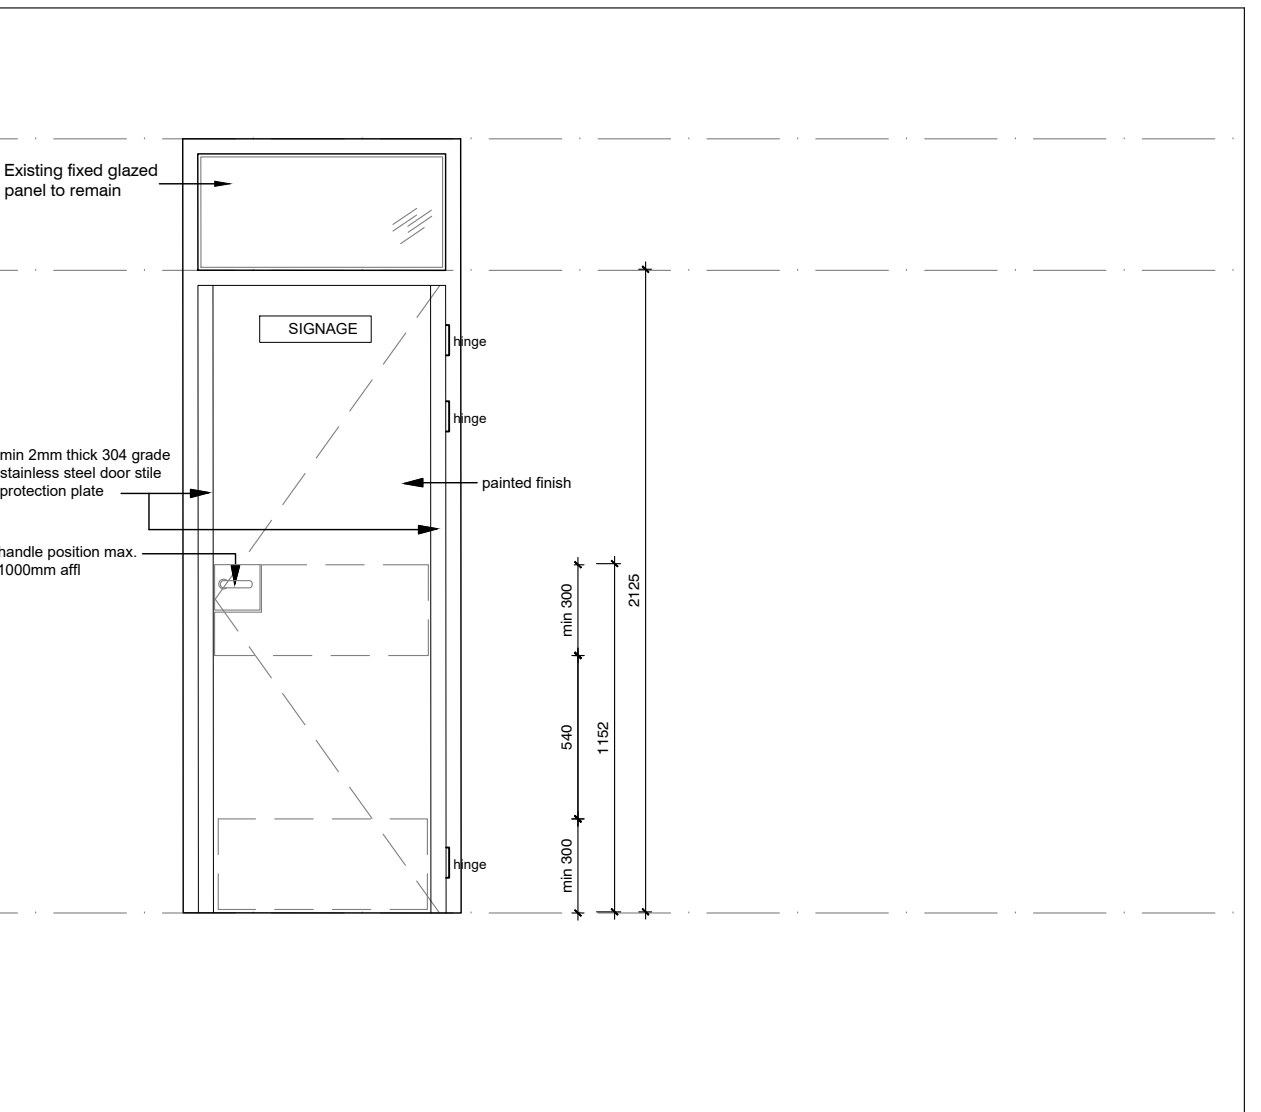 Existing fixed glazed
panel to remain
SIGNAGE
hinge
hinge
min 2mm thick 304 grade
stainless steel door stile
protection plate
painted finish
handle position max.
1000mm affl
min 300
2125
540
1152
min 300
hinge